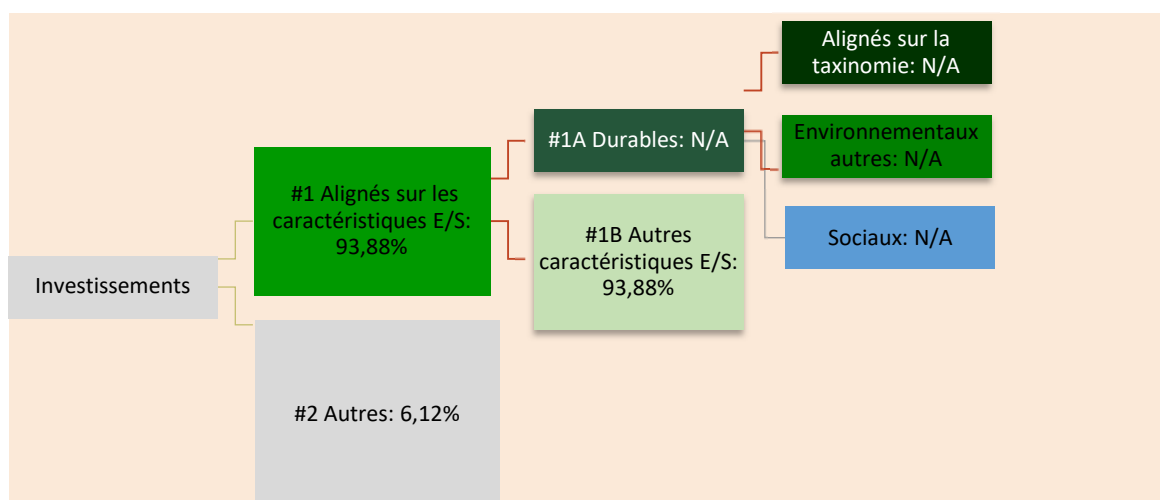 Investissements
#1 Alignés sur les
caractéristiques E/S:
93,88%
#2 Autres: 6,12%
#1A Durables: N/A
#1B Autres
caractéristiques E/S:
93,88%
Alignés sur la
taxinomie: N/A
Environnementaux
autres: N/A
Sociaux: N/A